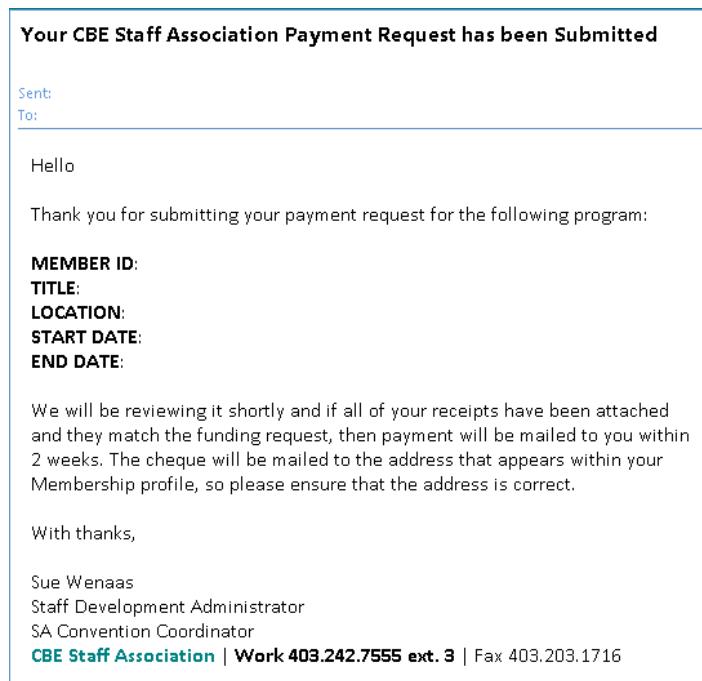 Your CBE Staff Association Payment Request has been Submitted
Sent:
To:
Hello
Thank you for submitting your payment request for the following program:
MEMBER ID:
TITLE:
LOCATION:
START DATE:
END DATE:
We will be reviewing it shortly and if all of your receipts have been attached
and they match the funding request, then payment will be mailed to you within
2 weeks. The cheque will be mailed to the address that appears within your
Membership profile, so please ensure that the address is correct.
With thanks,
Sue Wenaas
Staff Development Administrator
SA Convention Coordinator
CBE Staff Association | Work 403.242.7555 ext. 3 | Fax 403.203.1716